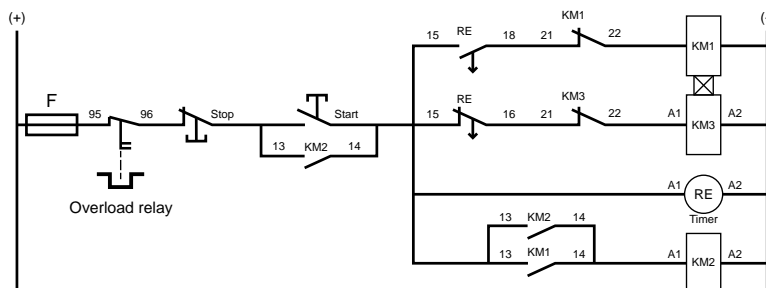 (+)
(-
15
RE
18
21
KM1
22
KM1
F
95
96
Stop
Start
13
KM2
14
15
RE
16
21
KM3
22
A1
KM3
A2
Overload relay
A1
RE
A2
Timer
13
KM2
14
13
KM1
14
A1
KM2
A2